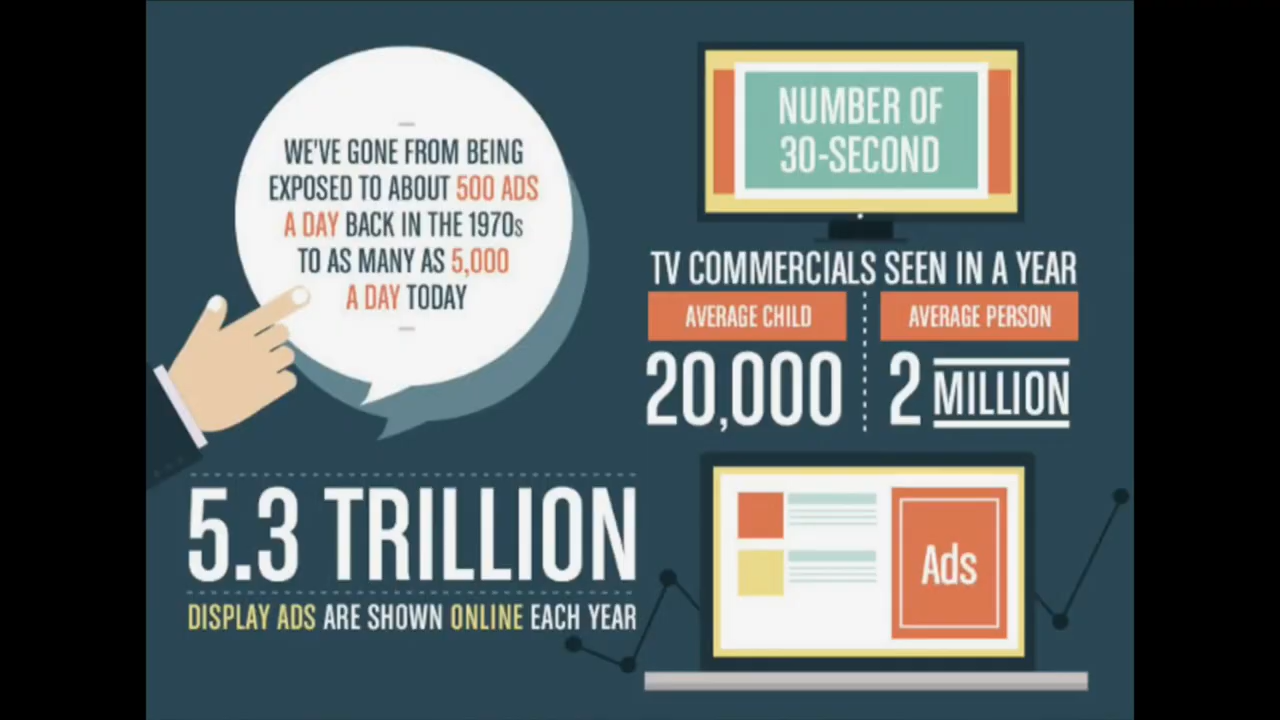 WE'VE GONE FROM BEING
EXPOSED TO ABOUT 500 ADS
A DAY BACK IN THE 1970s
TO AS MANY AS 5,000
A DAY TODAY
NUMBER OF
30-SECOND
TV COMMERCIALS SEEN IN A YEAR
AVERAGE CHILD
20,000
AVERAGE PERSON
2 MILLION
5.3 TRILLION
DISPLAY ADS ARE SHOWN ONLINE EACH YEAR
Ads